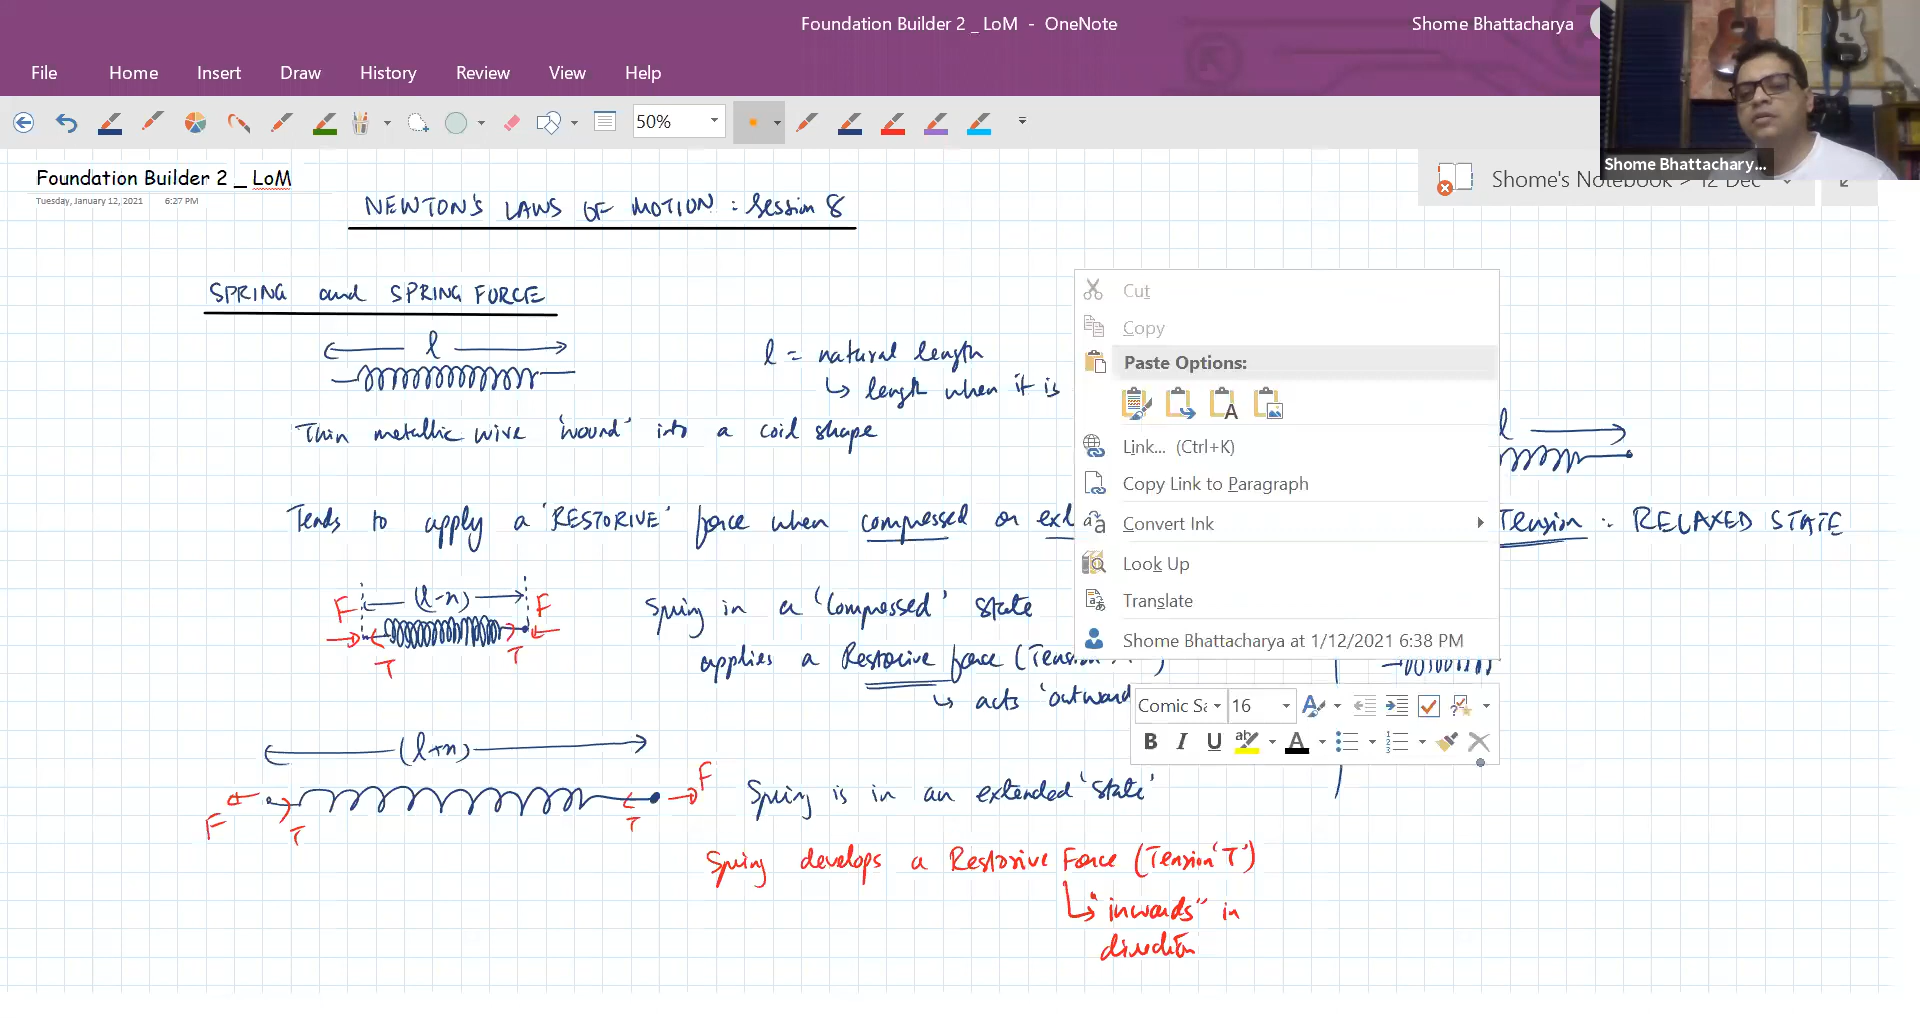 Foundation Builder 2 _ LoM - OneNote
Shome Bhattacharya
File Home Insert Draw History Review View Help
50%
Shome Bhattachary...
Shome's Notebook > 12 Dec
Foundation Builder 2 _ LoM
Tuesday, January 12, 2021 6:27 PM
NEWTON'S LAWS OF MOTION : Session 8
SPRING and SPRING FORCE
l
l = natural length
↳ length when it is
Thin metallic wire 'wound' into a coil shape
l
Tends to apply a 'RESTORIVE' force when compressed or ext
Tension : RELAXED STATE
F (l-x) F
T T
Spring in a 'Compressed' state
applies a Restorive force (Tension
↳ acts 'outward
(l+x)
F T T F
Spring is in an extended 'state'
Spring develops a Restorive Force (Tension 'T')
↳ "inwards" in
direction
Cut
Copy
Paste Options:
Link... (Ctrl+K)
Copy Link to Paragraph
Convert Ink
Look Up
Translate
Shome Bhattacharya at 1/12/2021 6:38 PM
Comic Sa 16
B I U ab A